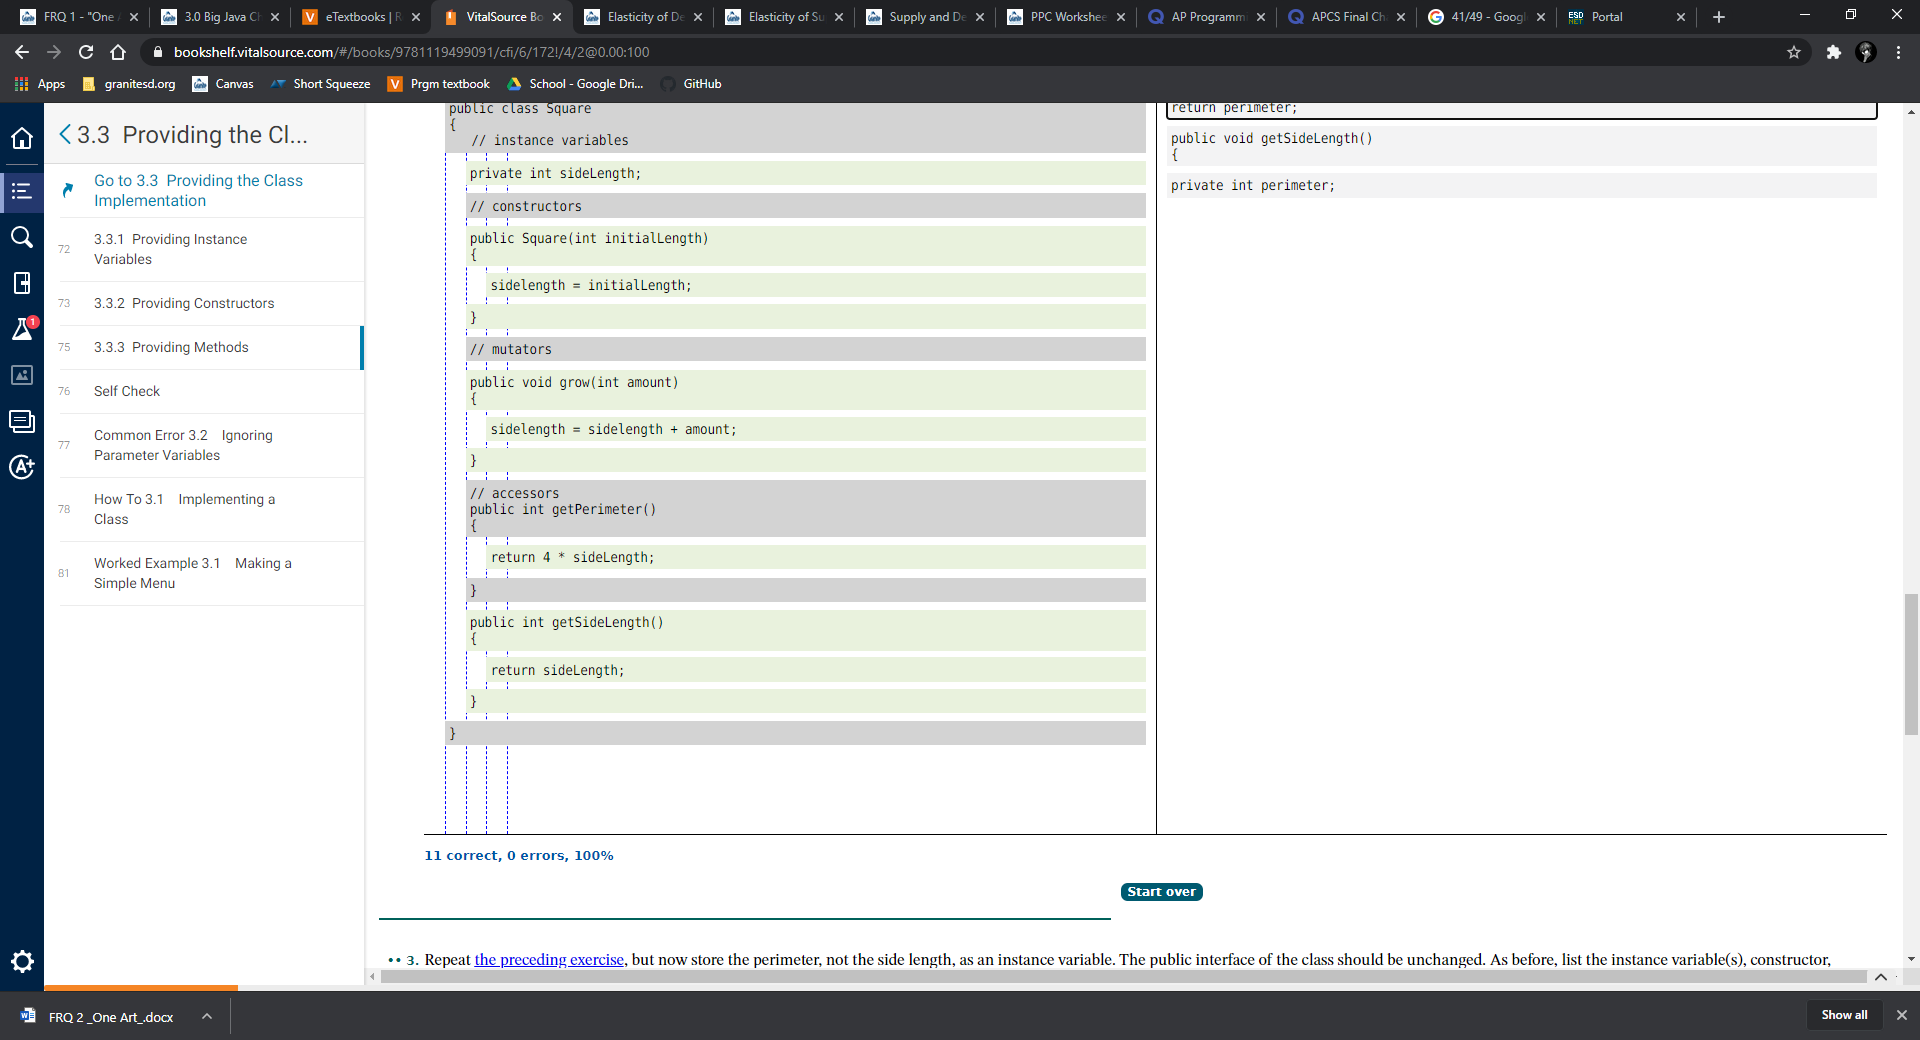 FRQ 1 - "One A
3.0 Big Java Ch
eTextbooks | R
VitalSource Bo
Elasticity of De
Elasticity of Su
Supply and De
PPC Workshee
AP Programmi
APCS Final Ch
41/49 - Googl
Portal
bookshelf.vitalsource.com/#/books/9781119499091/cfi/6/172!/4/2@0.00:100
Apps
granitesd.org
Canvas
Short Squeeze
Prgm textbook
School - Google Dri...
GitHub
3.3 Providing the Cl...
Go to 3.3 Providing the Class
Implementation
72
3.3.1 Providing Instance
Variables
73
3.3.2 Providing Constructors
75
3.3.3 Providing Methods
76
Self Check
77
Common Error 3.2 Ignoring
Parameter Variables
78
How To 3.1 Implementing a
Class
81
Worked Example 3.1 Making a
Simple Menu
1
public class Square
{
// instance variables
private int sideLength;
// constructors
public Square(int initialLength)
{
sidelength = initialLength;
}
// mutators
public void grow(int amount)
{
sidelength = sidelength + amount;
}
// accessors
public int getPerimeter()
{
return 4 * sideLength;
}
public int getSideLength()
{
return sideLength;
}
}
return perimeter;
public void getSideLength()
{
private int perimeter;
11 correct, 0 errors, 100%
Start over
•• 3. Repeat the preceding exercise, but now store the perimeter, not the side length, as an instance variable. The public interface of the class should be unchanged. As before, list the instance variable(s), constructor,
FRQ 2 _One Art_.docx
Show all